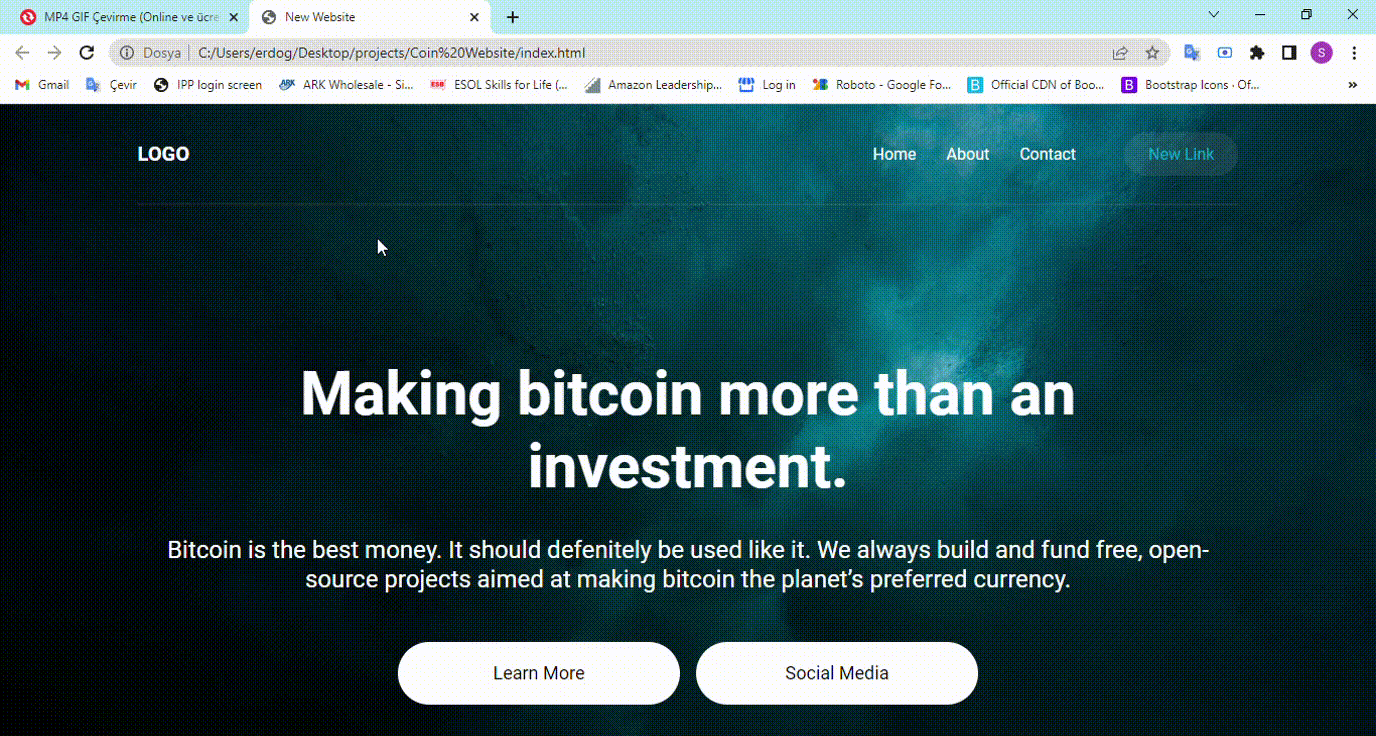 MP4 GIF Çevirme (Online ve ücre
New Website
Dosya
C:/Users/erdog/Desktop/projects/Coin%20Website/index.html
S
Gmail
Çevir
IPP login screen
ARK Wholesale - Si...
ESOL Skills for Life (...
Amazon Leadership...
Log in
Roboto - Google Fo...
Official CDN of Boo...
Bootstrap Icons · Of...
LOGO
Home
About
Contact
New Link
Making bitcoin more than an
investment.
Bitcoin is the best money. It should defenitely be used like it. We always build and fund free, open-
source projects aimed at making bitcoin the planet’s preferred currency.
Learn More
Social Media